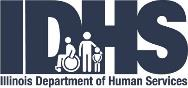 IDHS
Illinois Department of Human Services